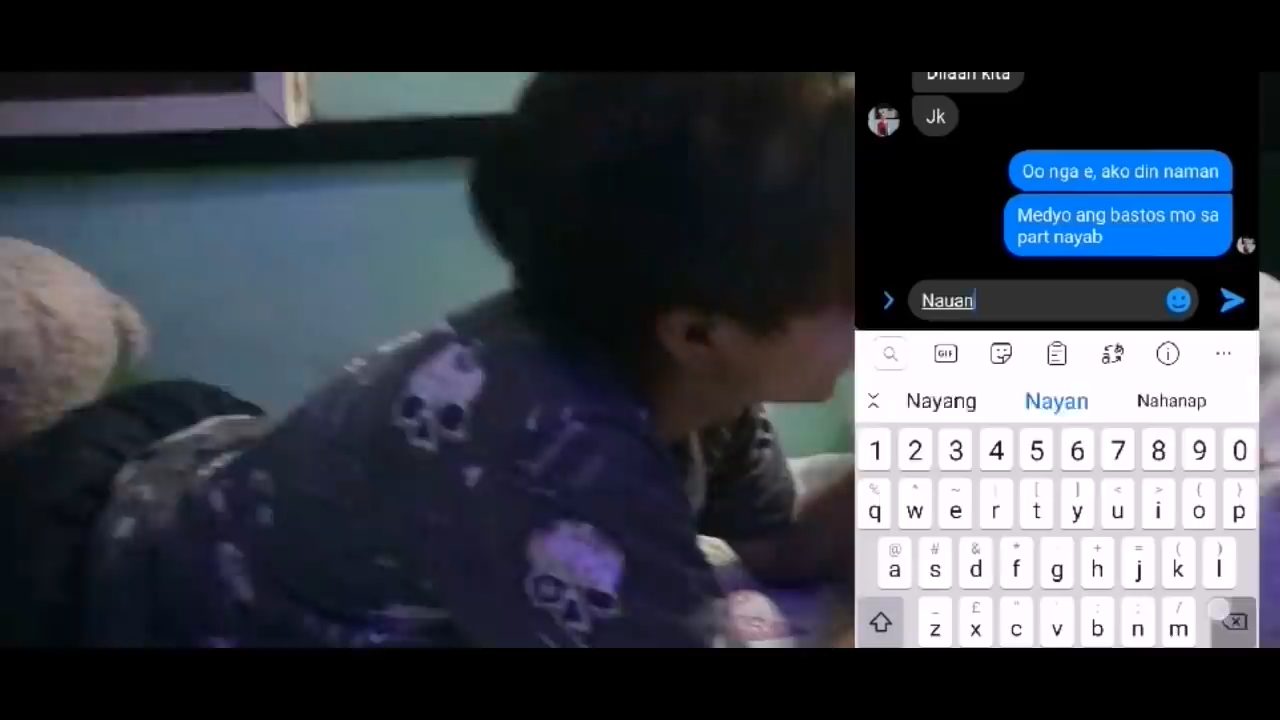 Dilaan kita
Jk
Oo nga e, ako din naman
Medyo ang bastos mo sa
part nayab
Nauan
GIF
Nayang Nayan Nahanap
1 2 3 4 5 6 7 8 9 0
% ^ ~ | [ ] < > { }
q w e r t y u i o p
@ # & * - + = ( )
a s d f g h j k l
_ £ " ' : ; /
z x c v b n m